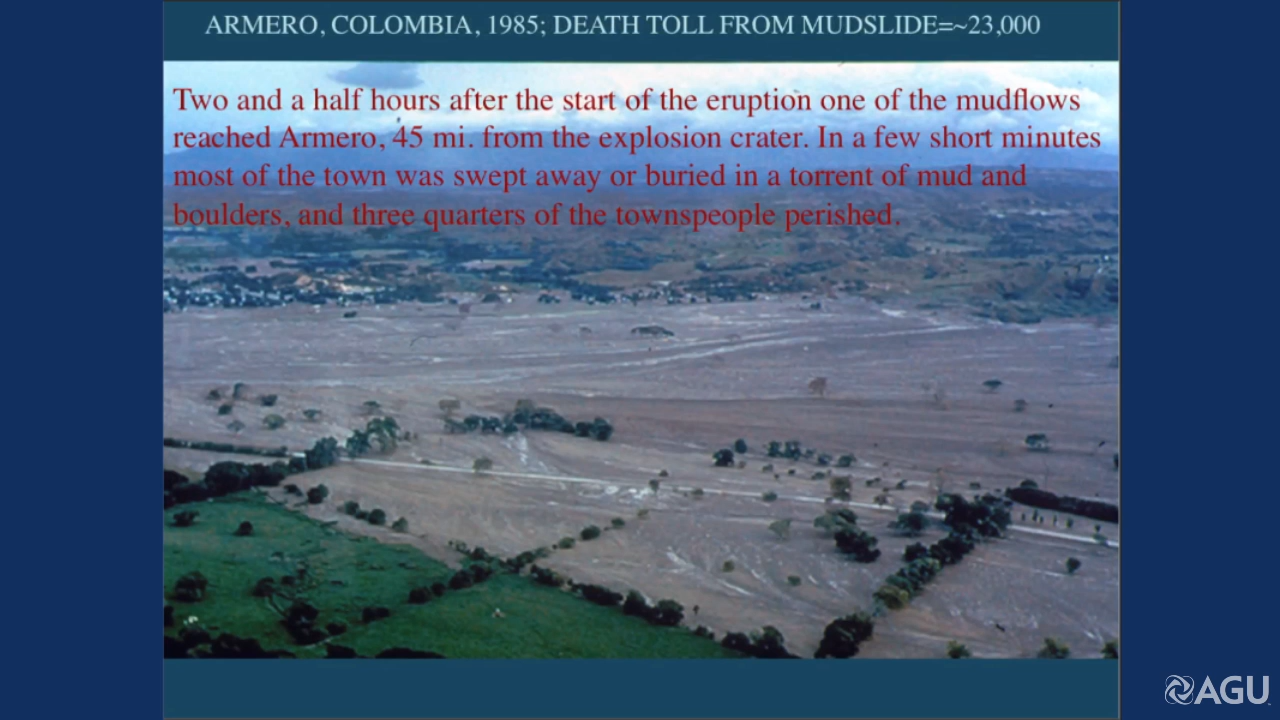 ARMERO, COLOMBIA, 1985; DEATH TOLL FROM MUDSLIDE=~23,000
Two and a half hours after the start of the eruption one of the mudflows
reached Armero, 45 mi. from the explosion crater. In a few short minutes
most of the town was swept away or buried in a torrent of mud and
boulders, and three quarters of the townspeople perished.
AGU